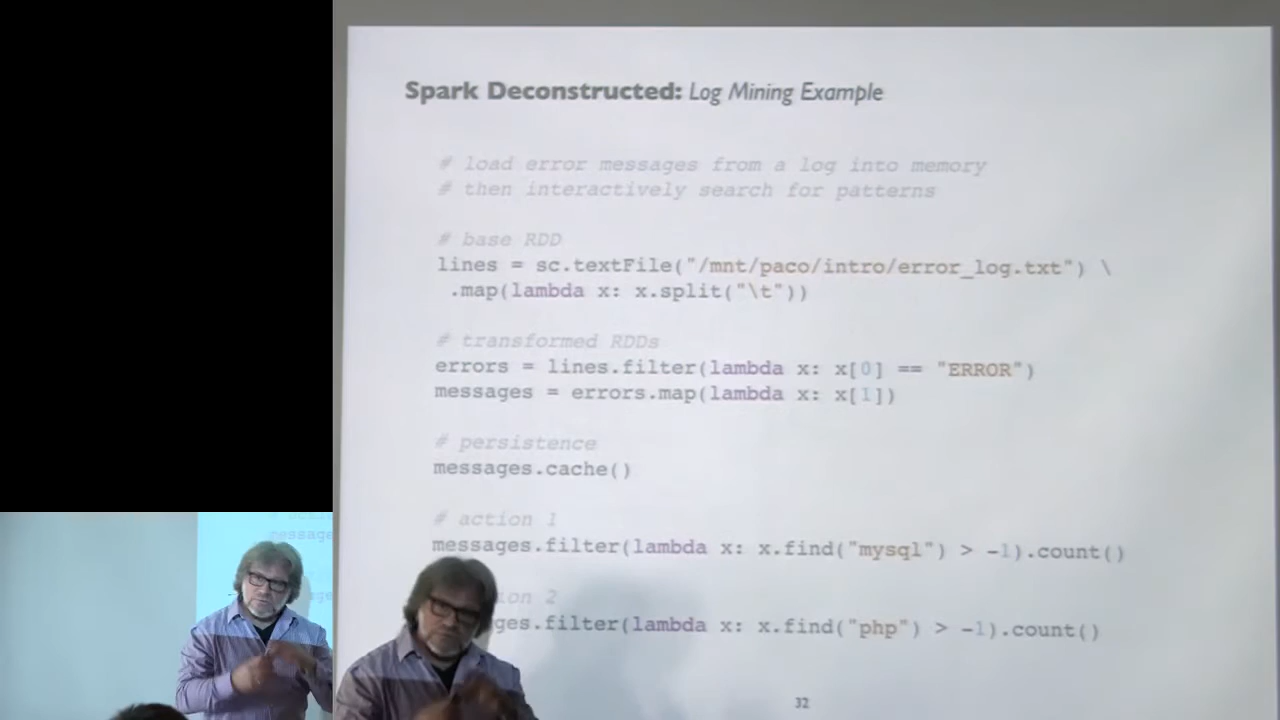 Spark Deconstructed: Log Mining Example
# load error messages from a log into memory
# then interactively search for patterns
# base RDD
lines = sc.textFile("/mnt/paco/intro/error_log.txt") \
.map(lambda x: x.split("\t"))
# transformed RDDs
errors = lines.filter(lambda x: x[0] == "ERROR")
messages = errors.map(lambda x: x[1])
# persistence
messages.cache()
# action 1
messages.filter(lambda x: x.find("mysql") > -1).count()
ion 2
ges.filter(lambda x: x.find("php") > -1).count()
32